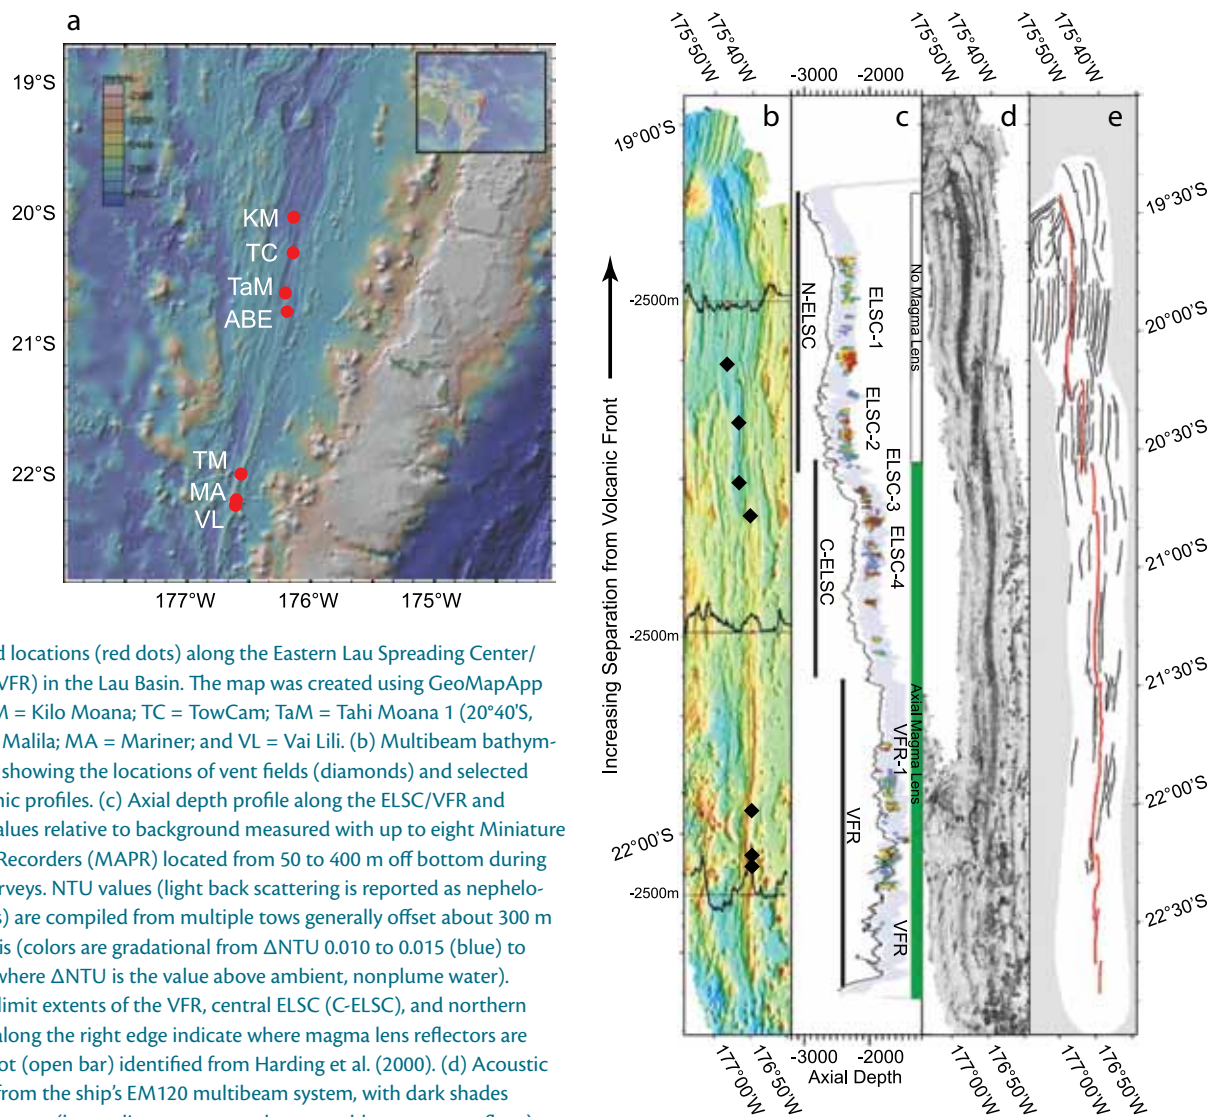 a
19°S
20°S
21°S
22°S
KM
TC
TaM
ABE
TM
MA
VL
177°W
176°W
175°W
d locations (red dots) along the Eastern Lau Spreading Center/
VFR) in the Lau Basin. The map was created using GeoMapApp
M = Kilo Moana; TC = TowCam; TaM = Tahi Moana 1 (20°40'S,
Malila; MA = Mariner; and VL = Vai Lili. (b) Multibeam bathym-
showing the locations of vent fields (diamonds) and selected
nic profiles. (c) Axial depth profile along the ELSC/VFR and
alues relative to background measured with up to eight Miniature
Recorders (MAPR) located from 50 to 400 m off bottom during
rveys. NTU values (light back scattering is reported as nephelo-
s) are compiled from multiple tows generally offset about 300 m
is (colors are gradational from ΔNTU 0.010 to 0.015 (blue) to
where ΔNTU is the value above ambient, nonplume water).
limit extents of the VFR, central ELSC (C-ELSC), and northern
along the right edge indicate where magma lens reflectors are
ot (open bar) identified from Harding et al. (2000). (d) Acoustic
from the ship's EM120 multibeam system, with dark shades
175°50'W
175°40'W
-3000 -2000
175°50'W
175°40'W
175°50'W
175°40'W
b
c
d
e
19°00'S
-2500m
-2500m
22°00'S
-2500m
Increasing Separation from Volcanic Front
N-ELSC
C-ELSC
VFR
ELSC-1
ELSC-2
ELSC-3
ELSC-4
VFR-1
VFR
No Magma Lens
Axial Magma Lens
19°30'S
20°00'S
20°30'S
21°00'S
21°30'S
22°00'S
22°30'S
177°00'W
176°50'W
-3000 -2000
Axial Depth
177°00'W
176°50'W
177°00'W
176°50'W